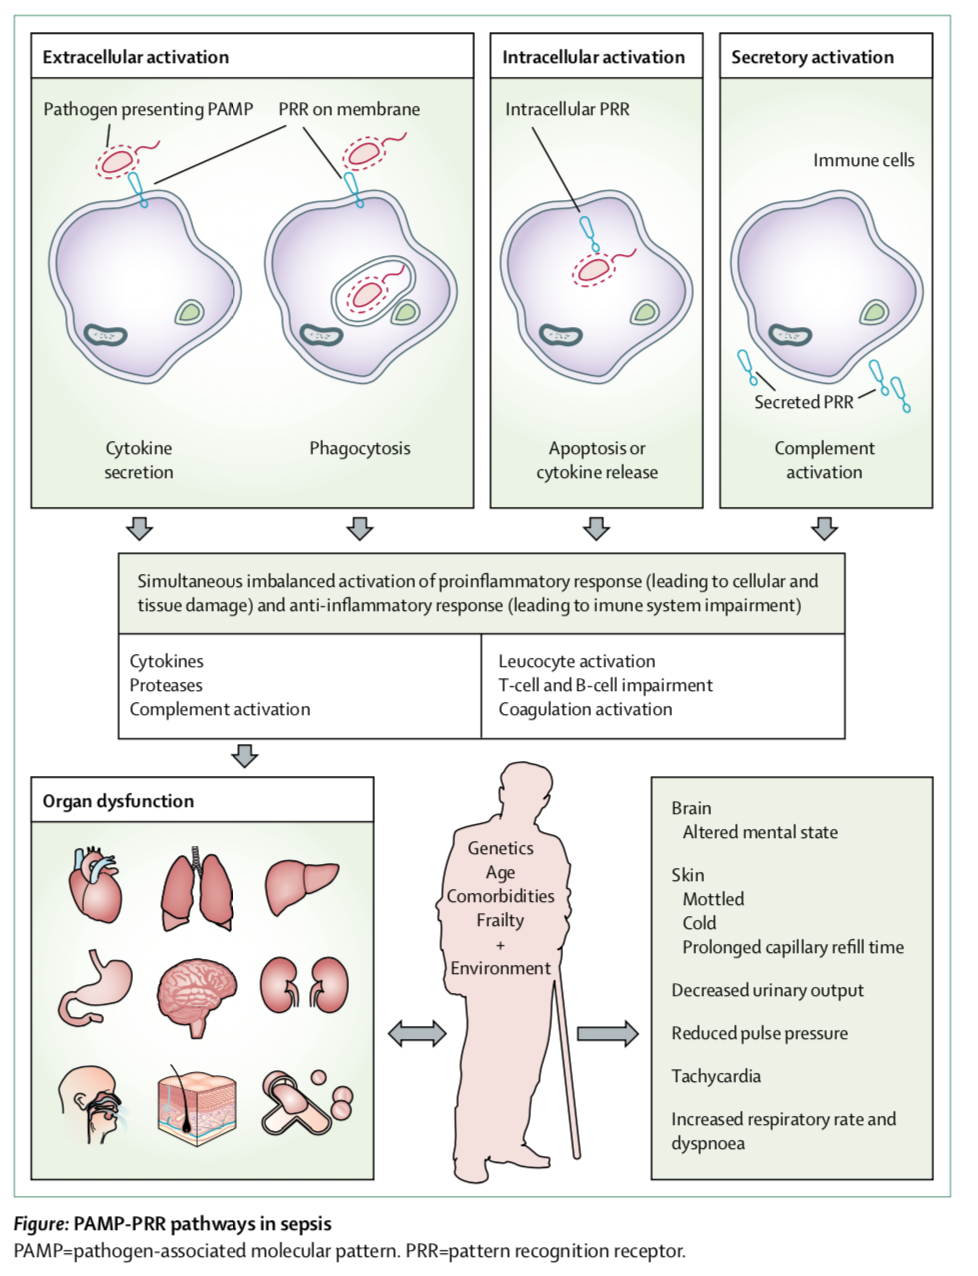 Extracellular activation
Pathogen presenting PAMP
PRR on membrane
Cytokine
secretion
Phagocytosis
Intracellular activation
Intracellular PRR
Apoptosis or
cytokine release
Secretory activation
Immune cells
Secreted PRR
Complement
activation
Simultaneous imbalanced activation of proinflammatory response (leading to cellular and
tissue damage) and anti-inflammatory response (leading to imune system impairment)
Cytokines
Proteases
Complement activation
Leucocyte activation
T-cell and B-cell impairment
Coagulation activation
Organ dysfunction
Genetics
Age
Comorbidities
Frailty
+
Environment
Brain
Altered mental state
Skin
Mottled
Cold
Prolonged capillary refill time
Decreased urinary output
Reduced pulse pressure
Tachycardia
Increased respiratory rate and
dyspnoea
Figure: PAMP-PRR pathways in sepsis
PAMP=pathogen-associated molecular pattern. PRR=pattern recognition receptor.